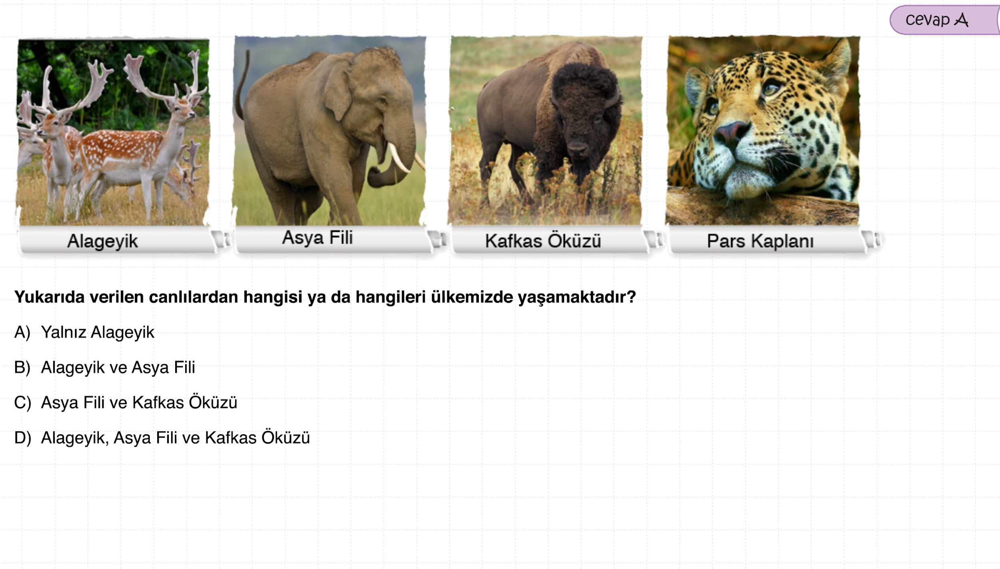 cevap A
Alageyik
Asya Fili
Kafkas Öküzü
Pars Kaplanı
Yukarıda verilen canlılardan hangisi ya da hangileri ülkemizde yaşamaktadır?
A) Yalnız Alageyik
B) Alageyik ve Asya Fili
C) Asya Fili ve Kafkas Öküzü
D) Alageyik, Asya Fili ve Kafkas Öküzü